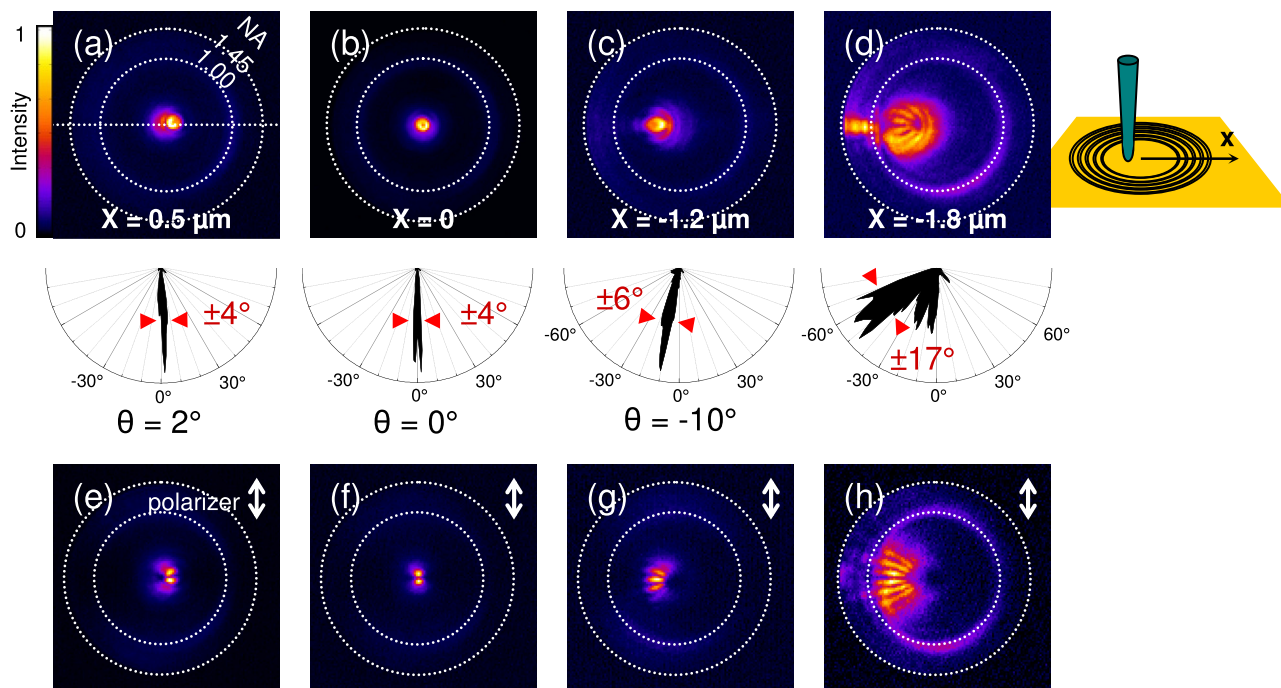 1
Intensity
0
(a)
NA
1.45
1.00
X = 0.5 µm
(b)
X = 0
(c)
X = -1.2 µm
(d)
X = -1.8 µm
x
±4°
-30°
0°
30°
θ = 2°
±4°
-30°
0°
30°
θ = 0°
±6°
-60°
-30°
0°
30°
θ = -10°
±17°
60°
-30°
0°
30°
(e)
polarizer
(f)
(g)
(h)